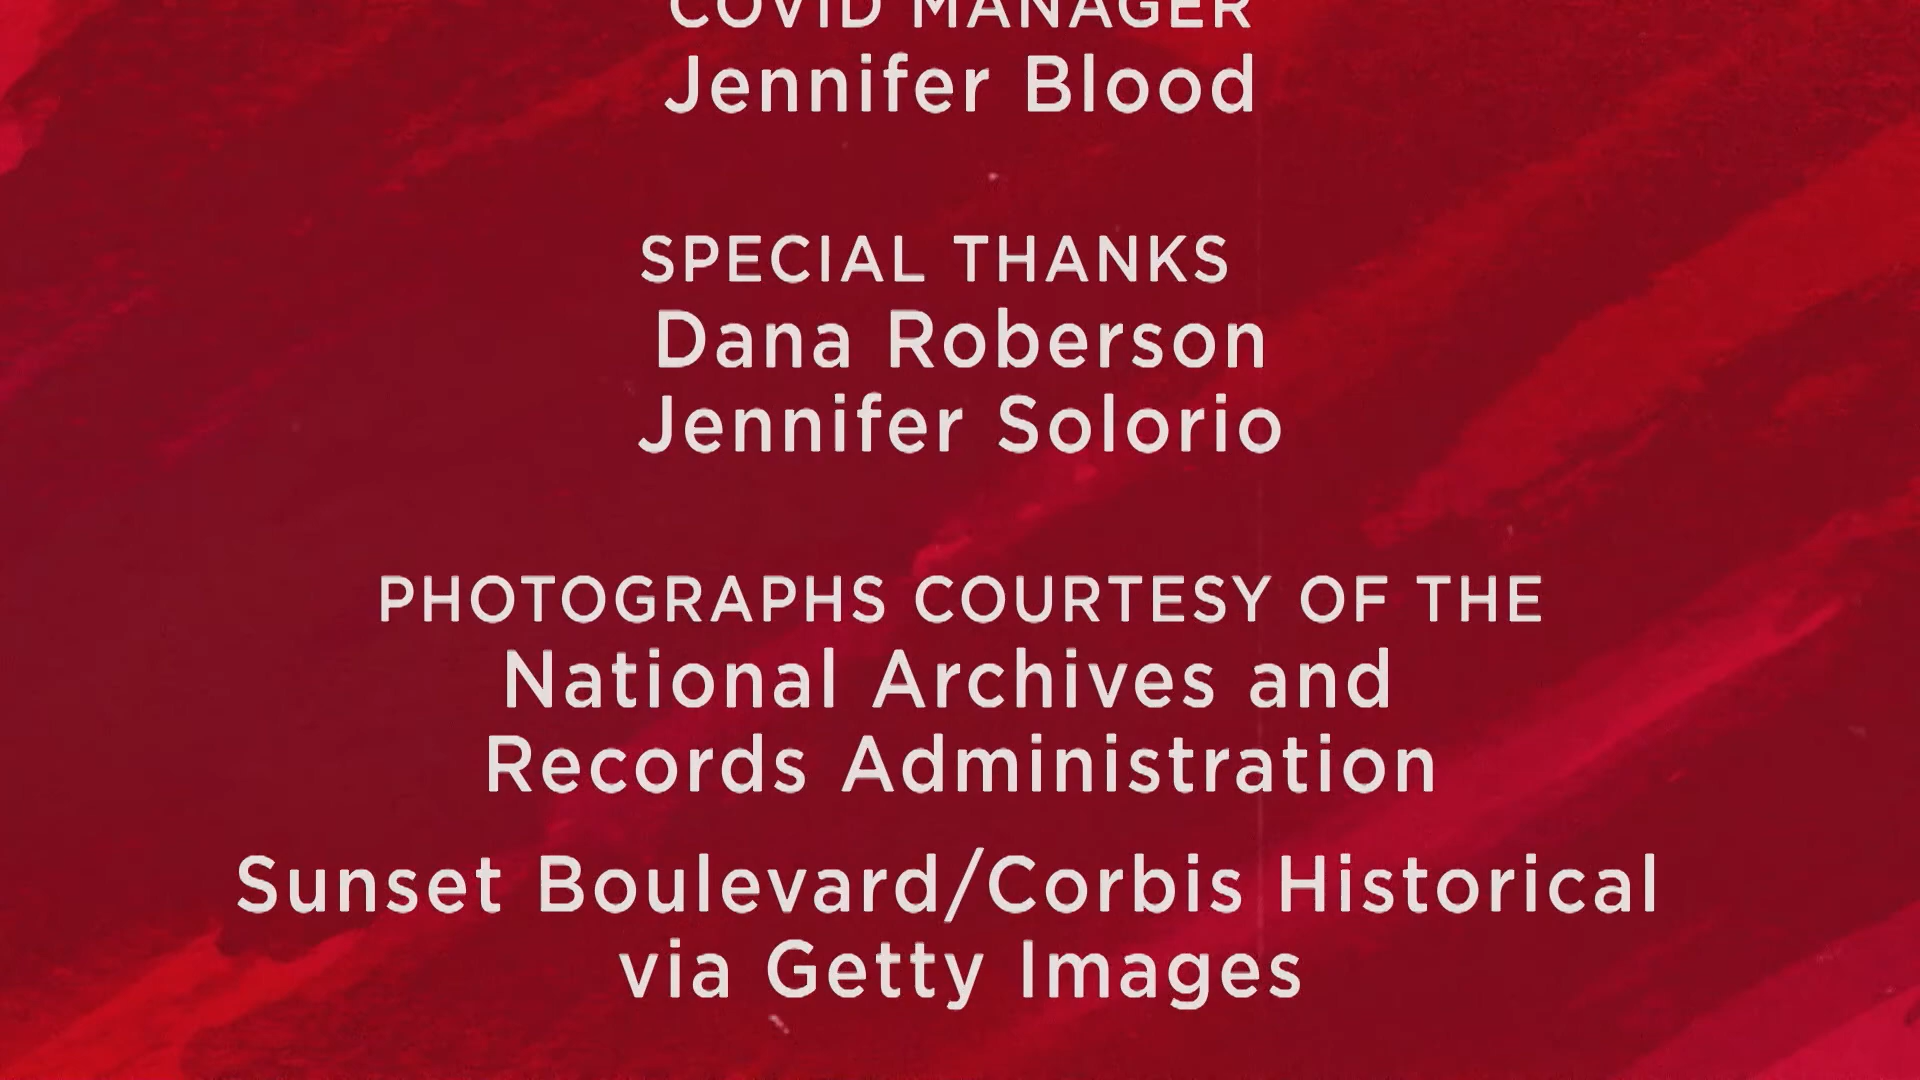 COVID MANAGER
Jennifer Blood
SPECIAL THANKS
Dana Roberson
Jennifer Solorio
PHOTOGRAPHS COURTESY OF THE
National Archives and
Records Administration
Sunset Boulevard/Corbis Historical
via Getty Images